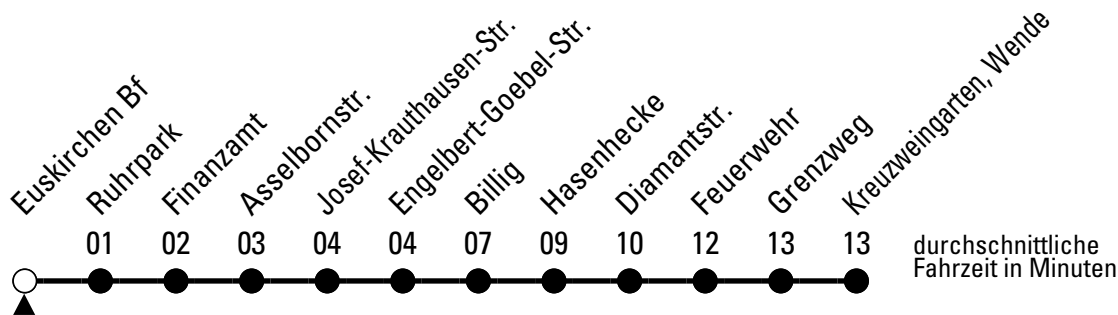 Euskirchen Bf
Ruhrpark
Finanzamt
Asselbornstr.
Josef-Krauthausen-Str.
Engelbert-Goebel-Str.
Billig
Hasenhecke
Diamantstr.
Feuerwehr
Grenzweg
Kreuzweingarten, Wende
01 02 03 04 04 07 09 10 12 13 13
durchschnittliche
Fahrzeit in Minuten